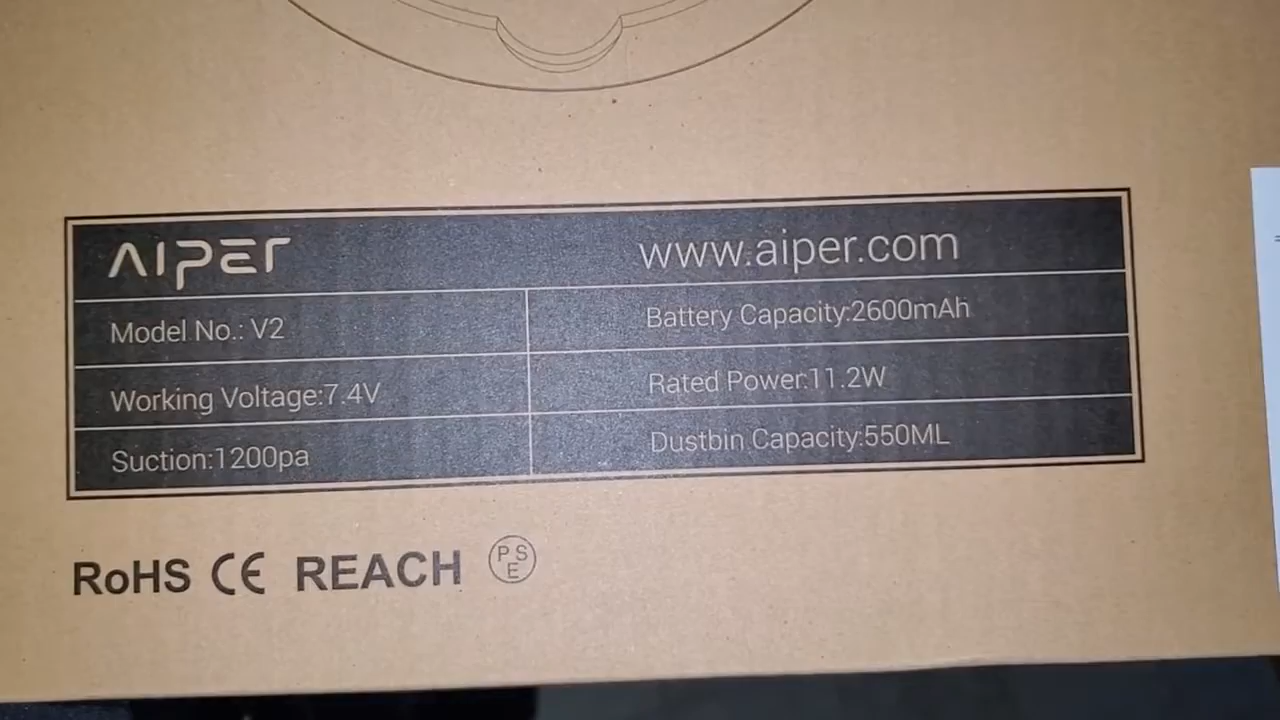 AIPER www.aiper.com
Model No.: V2 Battery Capacity:2600mAh
Working Voltage:7.4V Rated Power:11.2W
Suction:1200pa Dustbin Capacity:550ML
RoHS CE REACH PSE